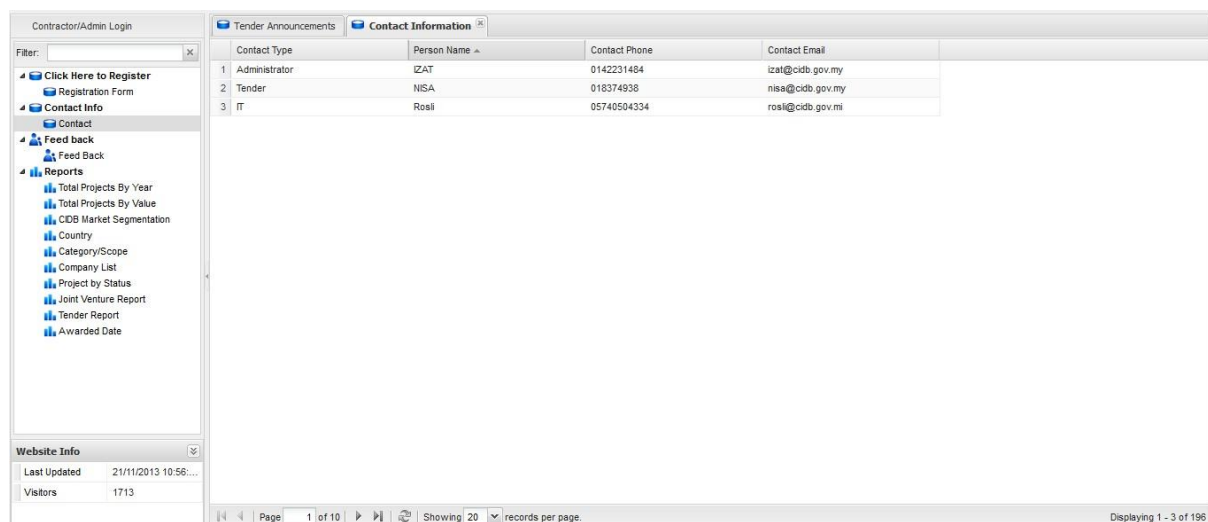 Contractor/Admin Login
Filter:
Click Here to Register
Registration Form
Contact Info
Contact
Feed back
Feed Back
Reports
Total Projects By Year
Total Projects By Value
CIDB Market Segmentation
Country
Category/Scope
Company List
Project by Status
Joint Venture Report
Tender Report
Awarded Date
Website Info
Last Updated 21/11/2013 10:56:...
Visitors 1713
Tender Announcements Contact Information
Contact Type Person Name Contact Phone Contact Email
1 Administrator IZAT 0142231484 izat@cidb.gov.my
2 Tender NISA 018374938 nisa@cidb.gov.my
3 IT Rosli 05740504334 rosli@cidb.gov.mi
Page 1 of 10 Showing 20 records per page. Displaying 1 - 3 of 196